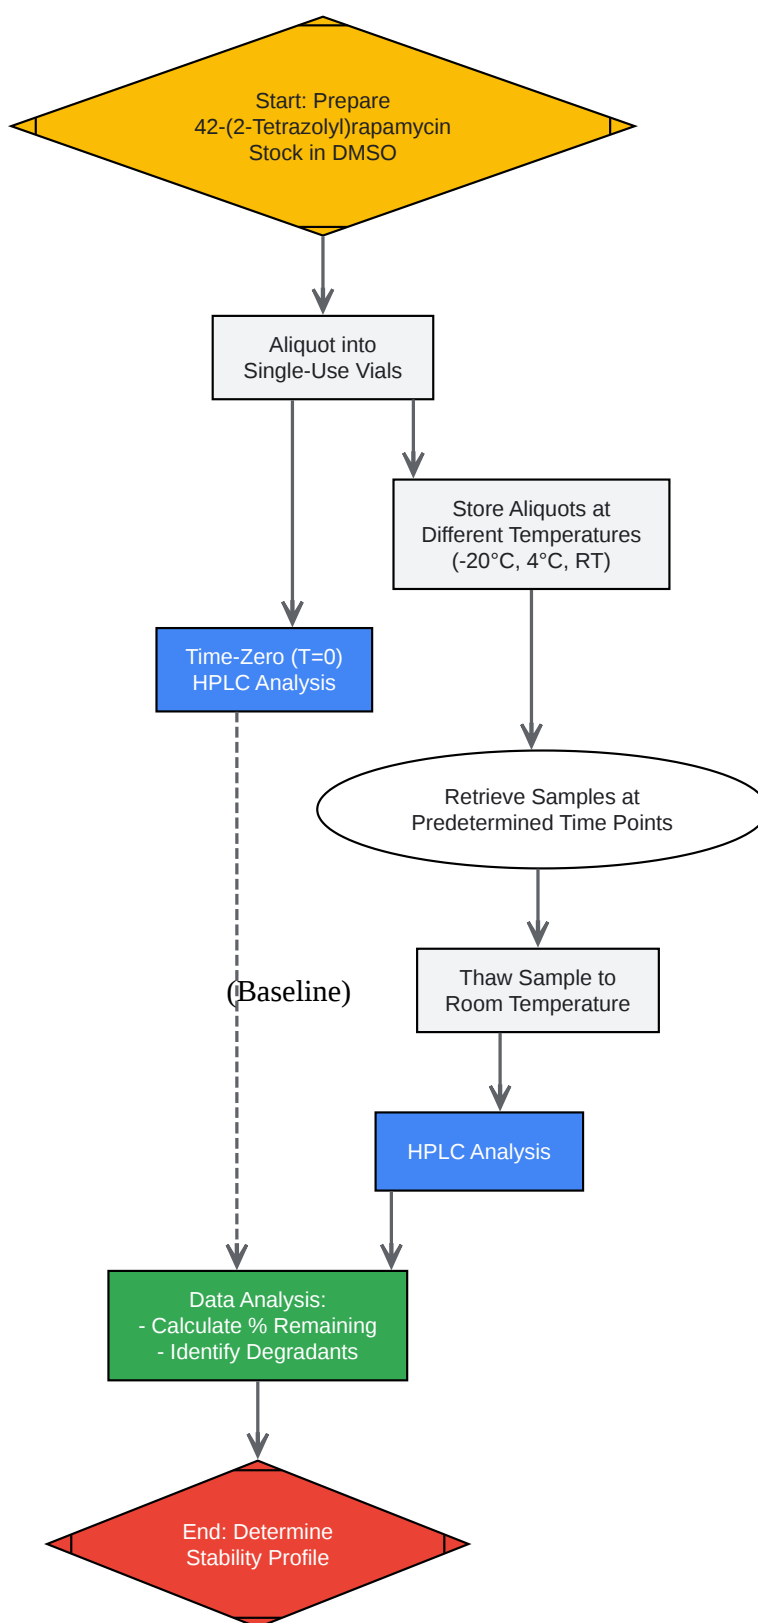 Start: Prepare
42-(2-Tetrazolyl)rapamycin
Stock in DMSO
Aliquot into
Single-Use Vials
Store Aliquots at
Different Temperatures
(-20°C, 4°C, RT)
Time-Zero (T=0)
HPLC Analysis
Retrieve Samples at
Predetermined Time Points
(Baseline)
Thaw Sample to
Room Temperature
HPLC Analysis
Data Analysis:
- Calculate % Remaining
- Identify Degradants
End: Determine
Stability Profile